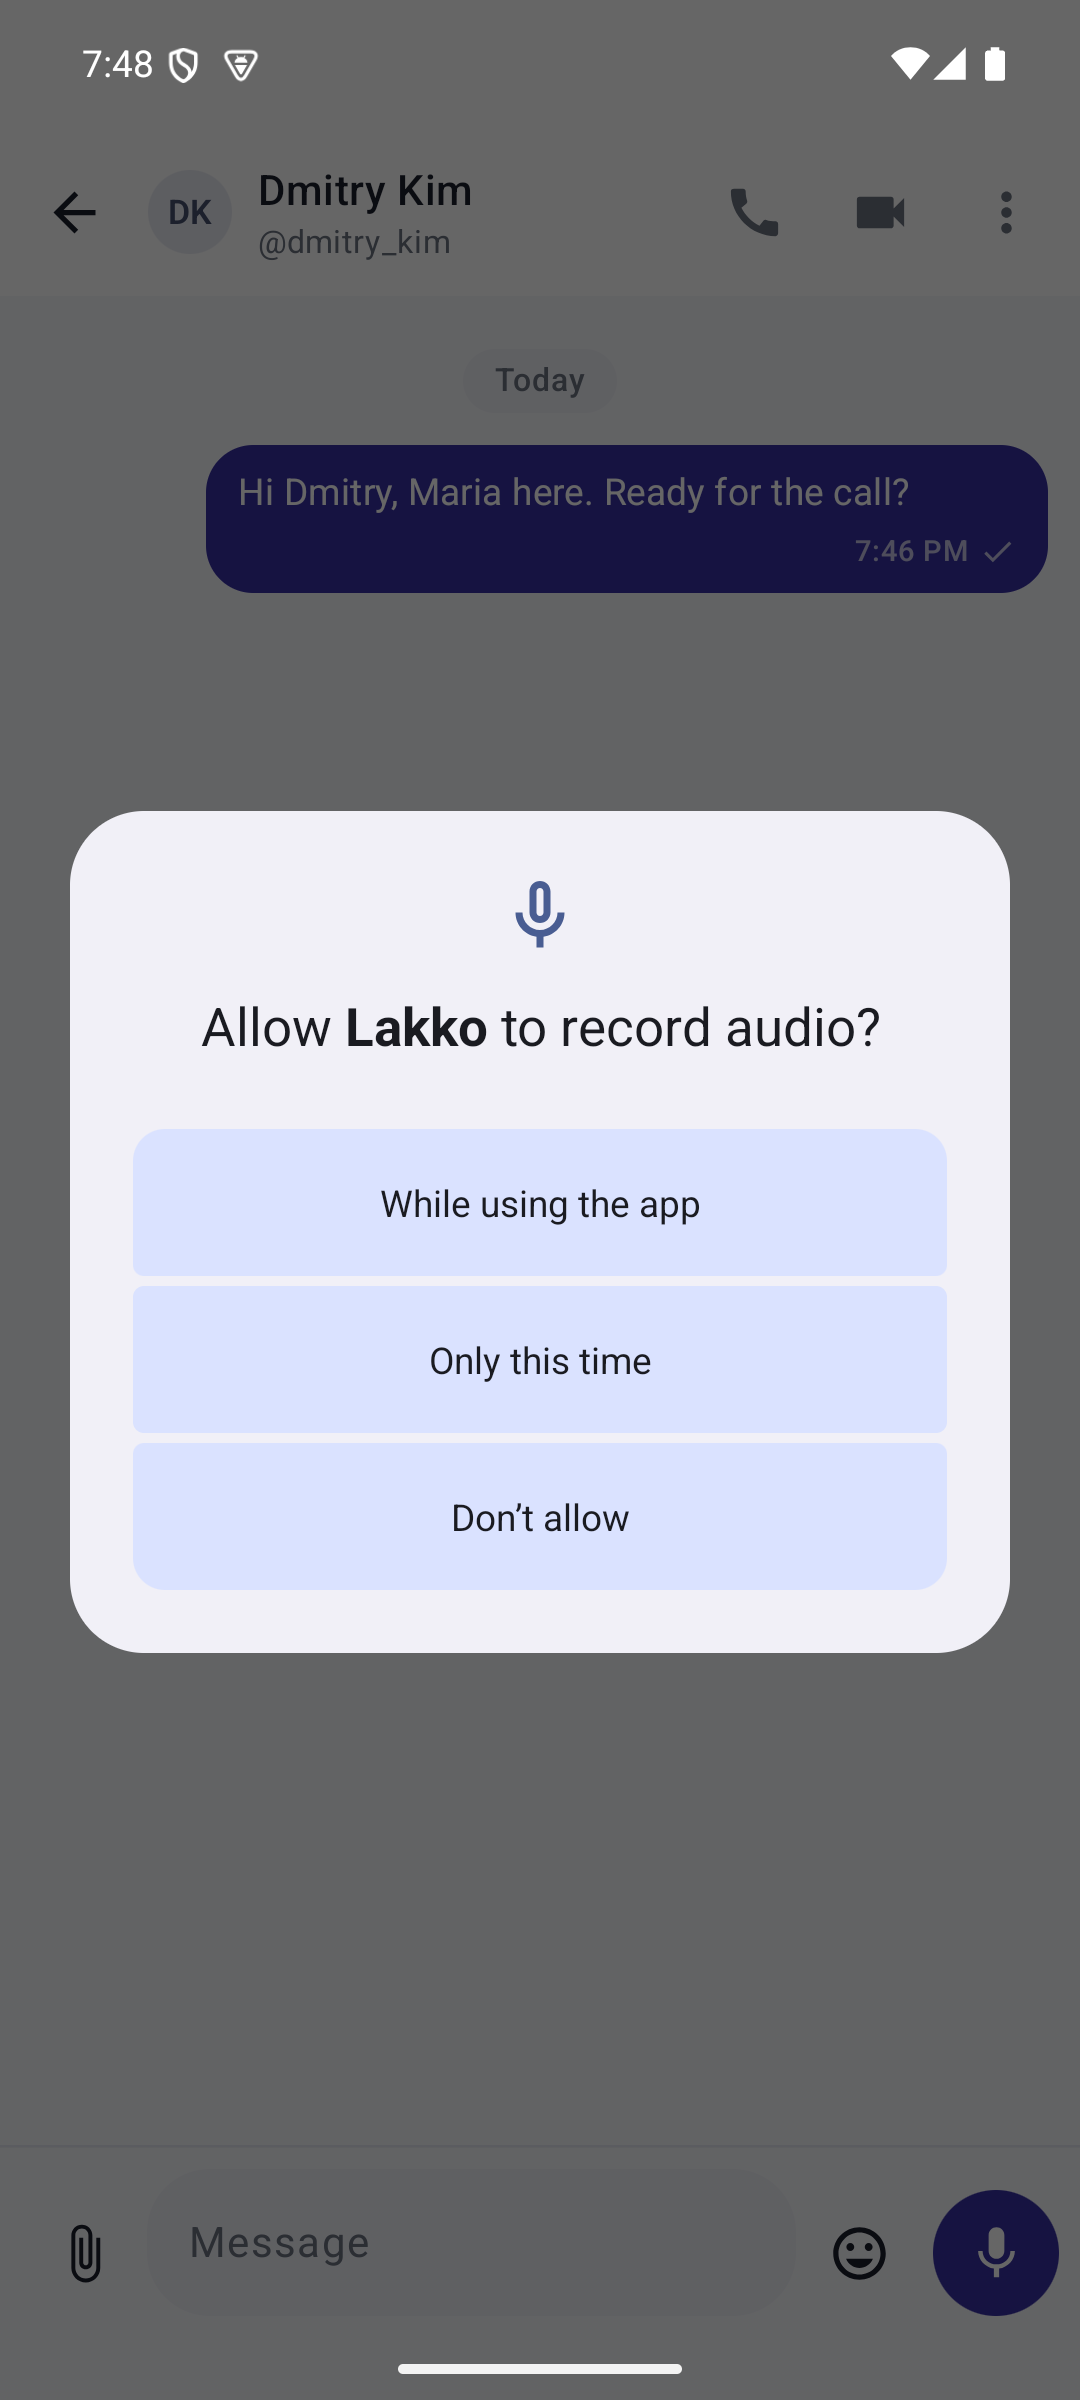 7:48
DK
Dmitry Kim
@dmitry_kim
Today
Hi Dmitry, Maria here. Ready for the call?
7:46 PM
Allow Lakko to record audio?
While using the app
Only this time
Don’t allow
Message